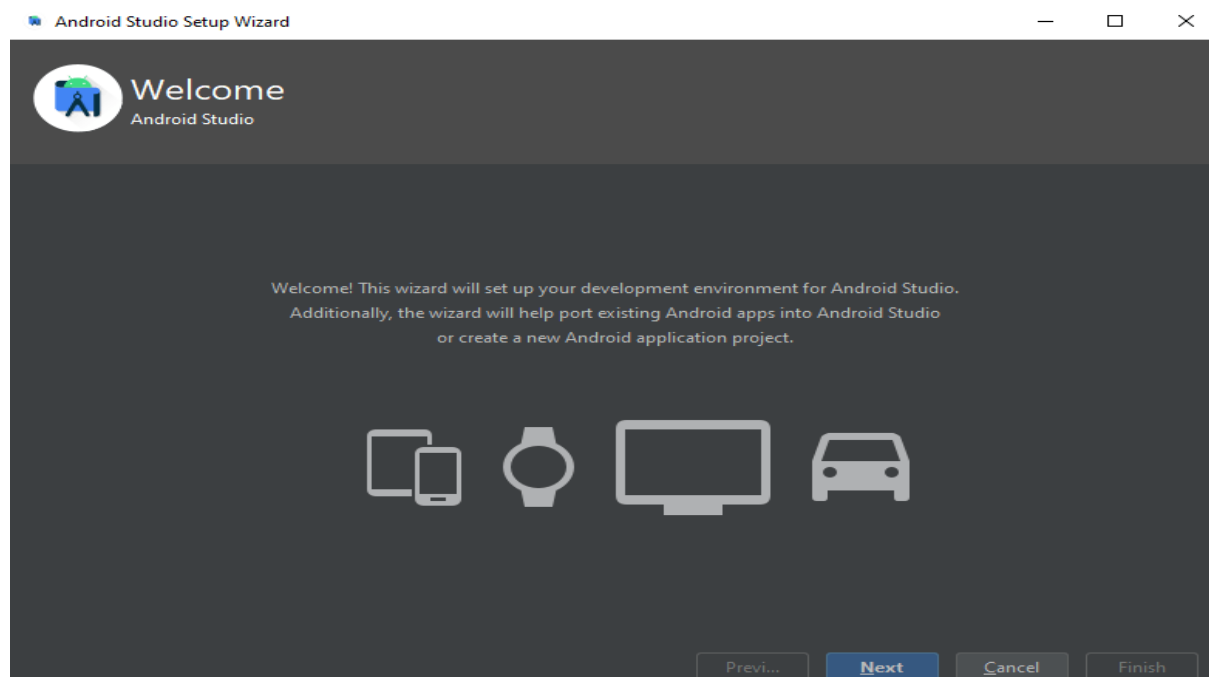 Android Studio Setup Wizard
Welcome
Android Studio
Welcome! This wizard will set up your development environment for Android Studio.
Additionally, the wizard will help port existing Android apps into Android Studio
or create a new Android application project.
Previ... Next Cancel Finish